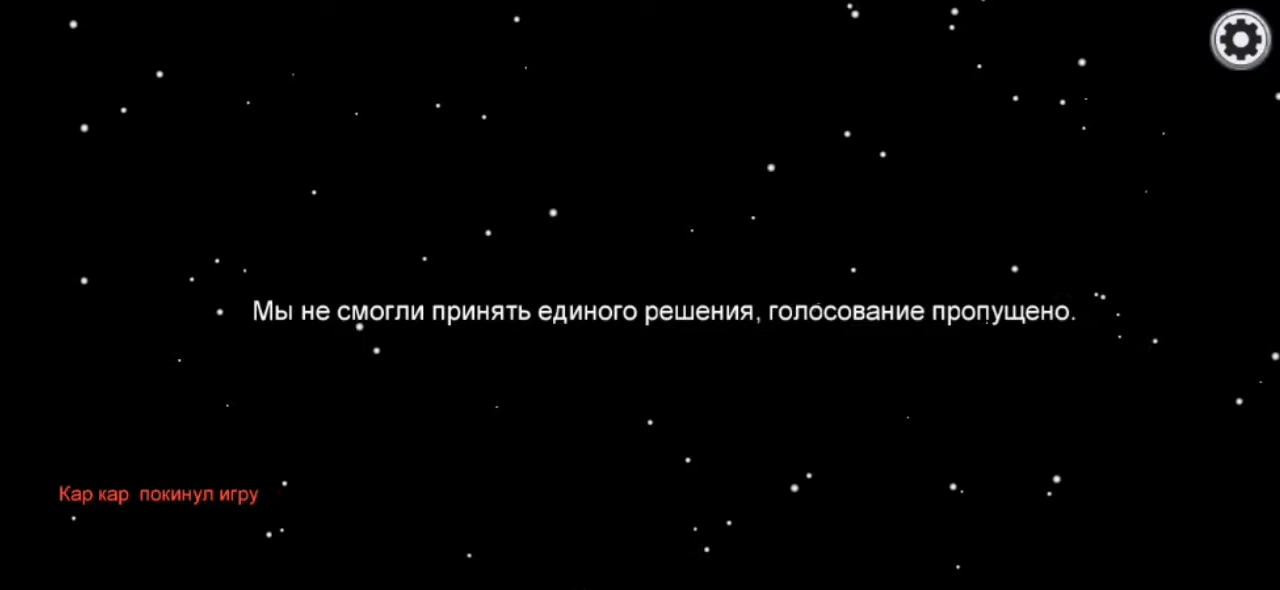 Мы не смогли принять единого решения, голосование пропущено.
Кар кар покинул игру